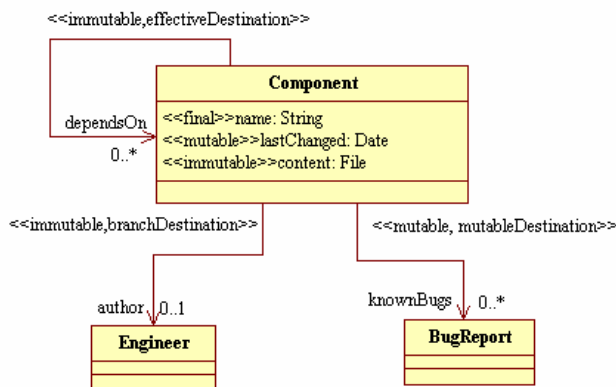 <<immutable,effectiveDestination>>
Component
<<final>>name: String
<<mutable>>lastChanged: Date
<<immutable>>content: File
dependsOn
0..*
<<immutable,branchDestination>>
<<mutable, mutableDestination>>
author
0..1
knownBugs
0..*
Engineer
BugReport